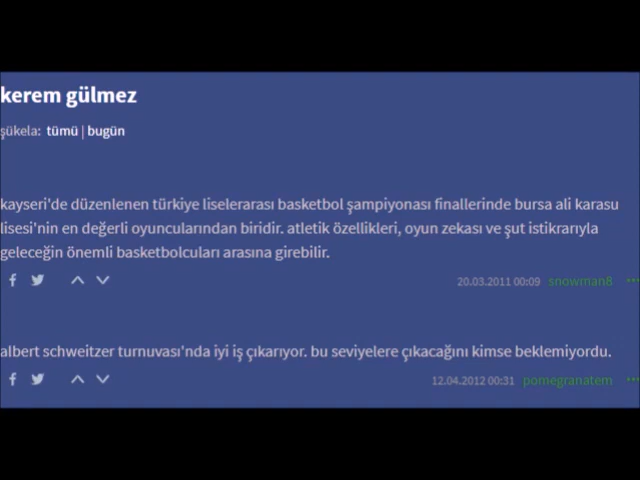 kerem gülmez
şükela: tümü | bugün
kayseri'de düzenlenen türkiye liselerarası basketbol şampiyonası finallerinde bursa ali karasu
lisesi'nin en değerli oyuncularından biridir. atletik özellikleri, oyun zekası ve şut istikrarıyla
geleceğin önemli basketbolcuları arasına girebilir.
20.03.2011 00:09 snowman8 ...
albert schweitzer turnuvası'nda iyi iş çıkarıyor. bu seviyelere çıkacağını kimse beklemiyordu.
12.04.2012 00:31 pomegranatem ...